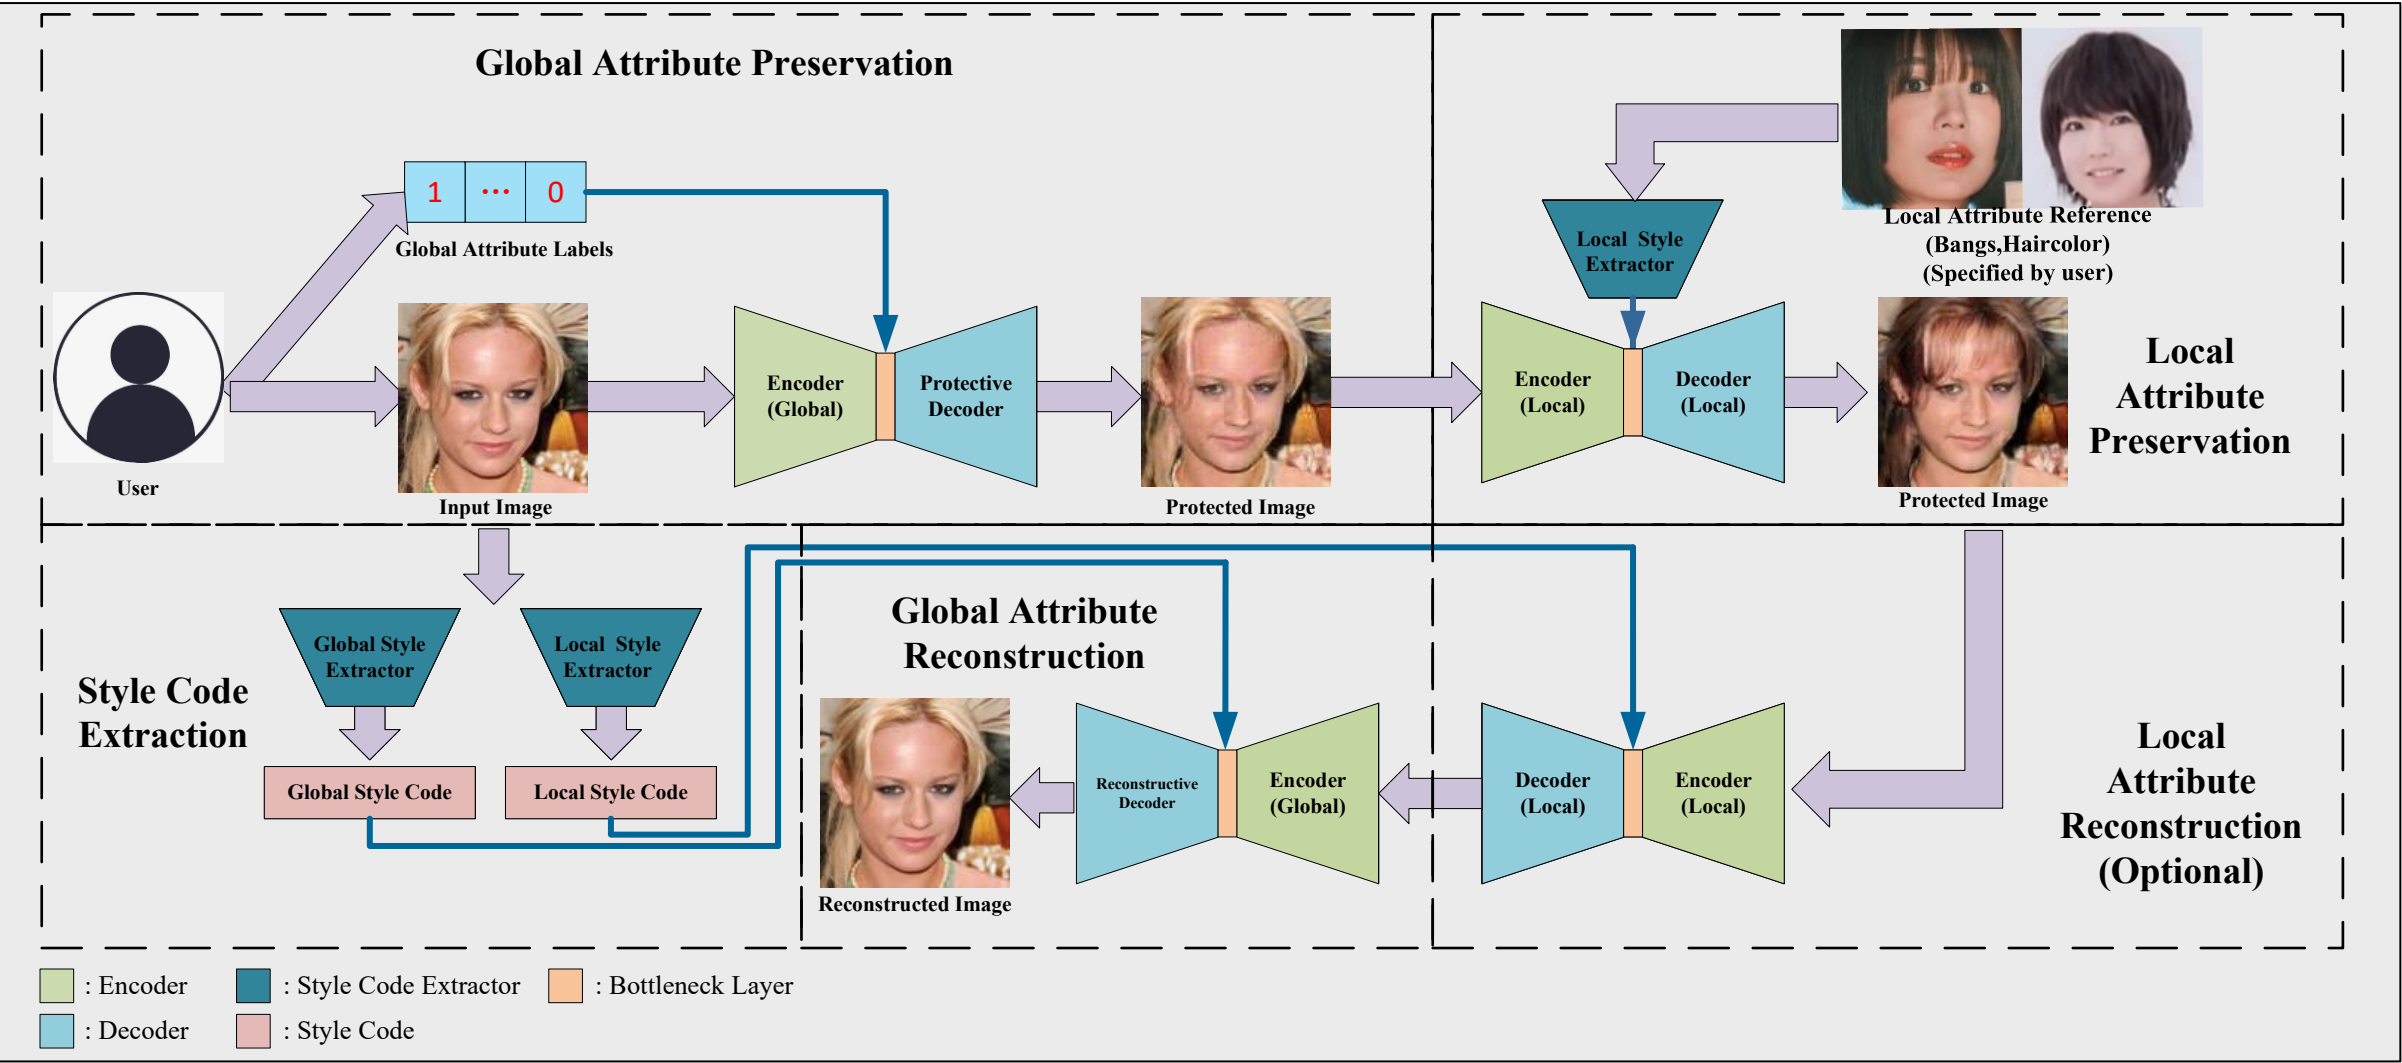 Global Attribute Preservation
1 ... 0
Global Attribute Labels
User
Input Image
Encoder
(Global)
Protective
Decoder
Protected Image
Local Attribute Reference
(Bangs,Haircolor)
(Specified by user)
Local Style
Extractor
Encoder
(Local)
Decoder
(Local)
Protected Image
Local
Attribute
Preservation
Style Code
Extraction
Global Style
Extractor
Local Style
Extractor
Global Style Code
Local Style Code
Global Attribute
Reconstruction
Reconstructed Image
Reconstructive
Decoder
Encoder
(Global)
Decoder
(Local)
Encoder
(Local)
Local
Attribute
Reconstruction
(Optional)
: Encoder
: Style Code Extractor
: Bottleneck Layer
: Decoder
: Style Code